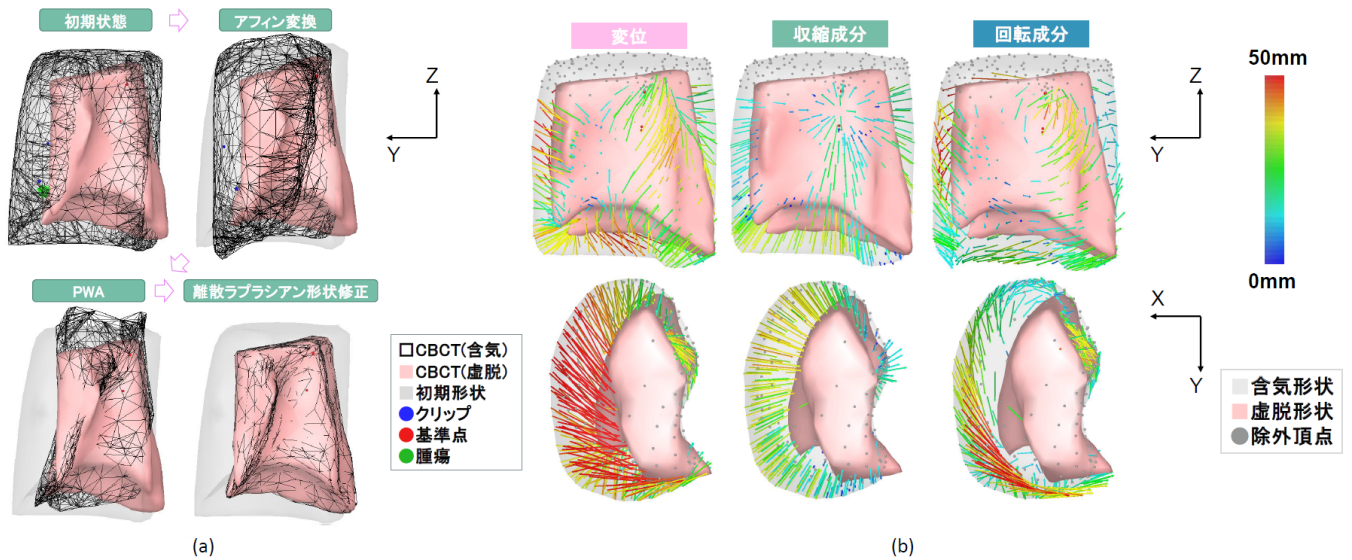 初期状態
アフィン変換
Z
Y
PWA
離散ラプラシアン形状修正
CBCT(含気)
CBCT(虚脱)
初期形状
クリップ
基準点
腫瘍
(a)
変位
収縮成分
回転成分
Z
Y
50mm
0mm
X
Y
含気形状
虚脱形状
除外頂点
(b)